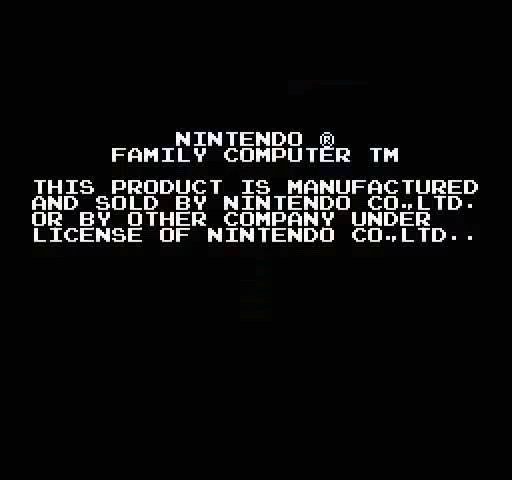 NINTENDO ®
FAMILY COMPUTER TM
THIS PRODUCT IS MANUFACTURED
AND SOLD BY NINTENDO CO.,LTD.
OR BY OTHER COMPANY UNDER
LICENSE OF NINTENDO CO.,LTD..